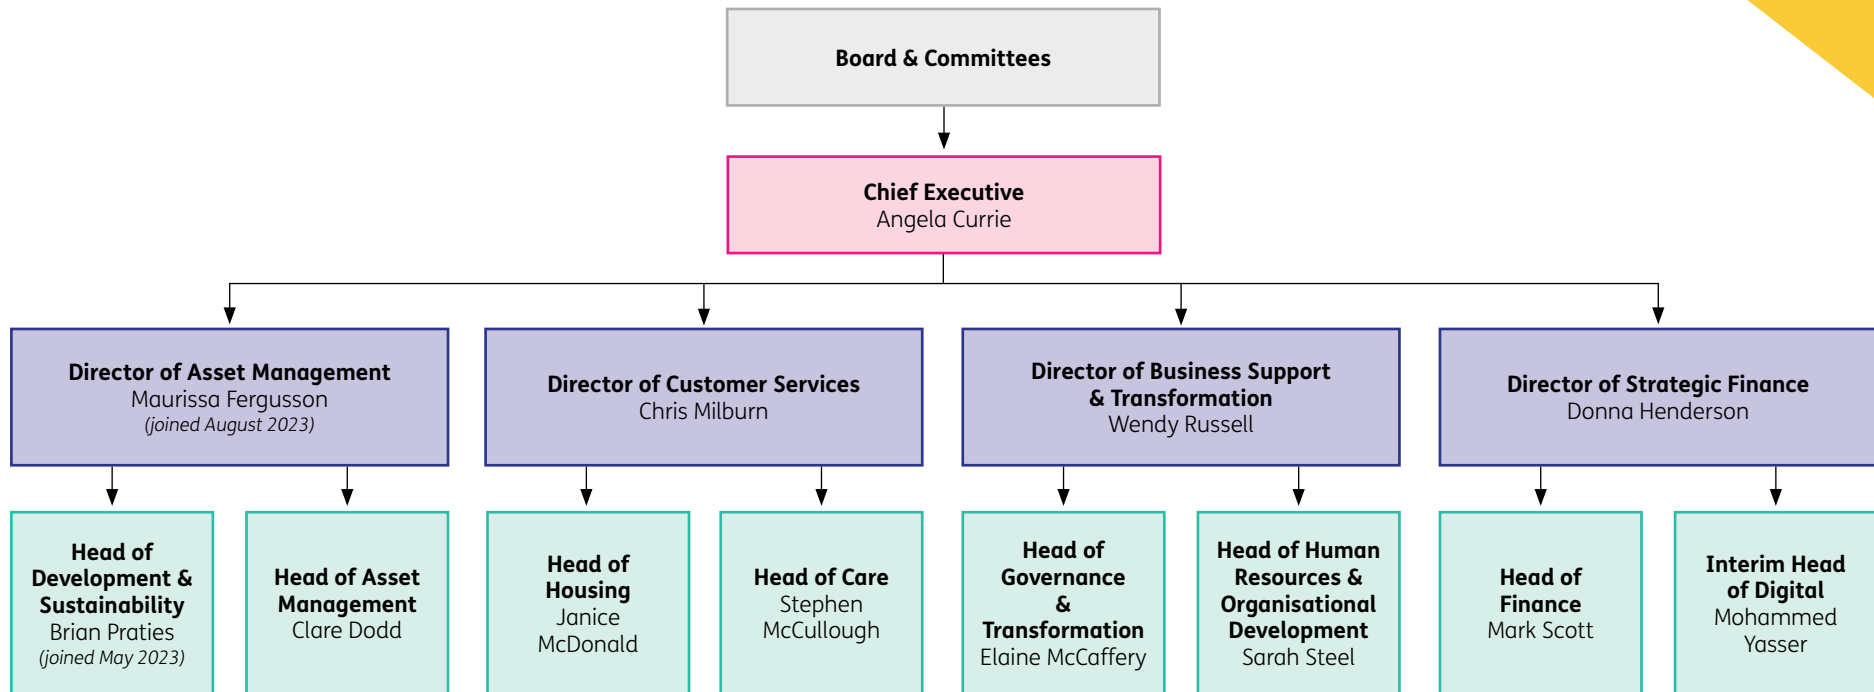 Board & Committees
Chief Executive
Angela Currie
Director of Asset Management
Maurissa Fergusson
(joined August 2023)
Director of Customer Services
Chris Milburn
Director of Business Support
& Transformation
Wendy Russell
Director of Strategic Finance
Donna Henderson
Head of
Development &
Sustainability
Brian Praties
(joined May 2023)
Head of Asset
Management
Clare Dodd
Head of
Housing
Janice
McDonald
Head of Care
Stephen
McCullough
Head of
Governance
&
Transformation
Elaine McCaffery
Head of Human
Resources &
Organisational
Development
Sarah Steel
Head of
Finance
Mark Scott
Interim Head
of Digital
Mohammed
Yasser